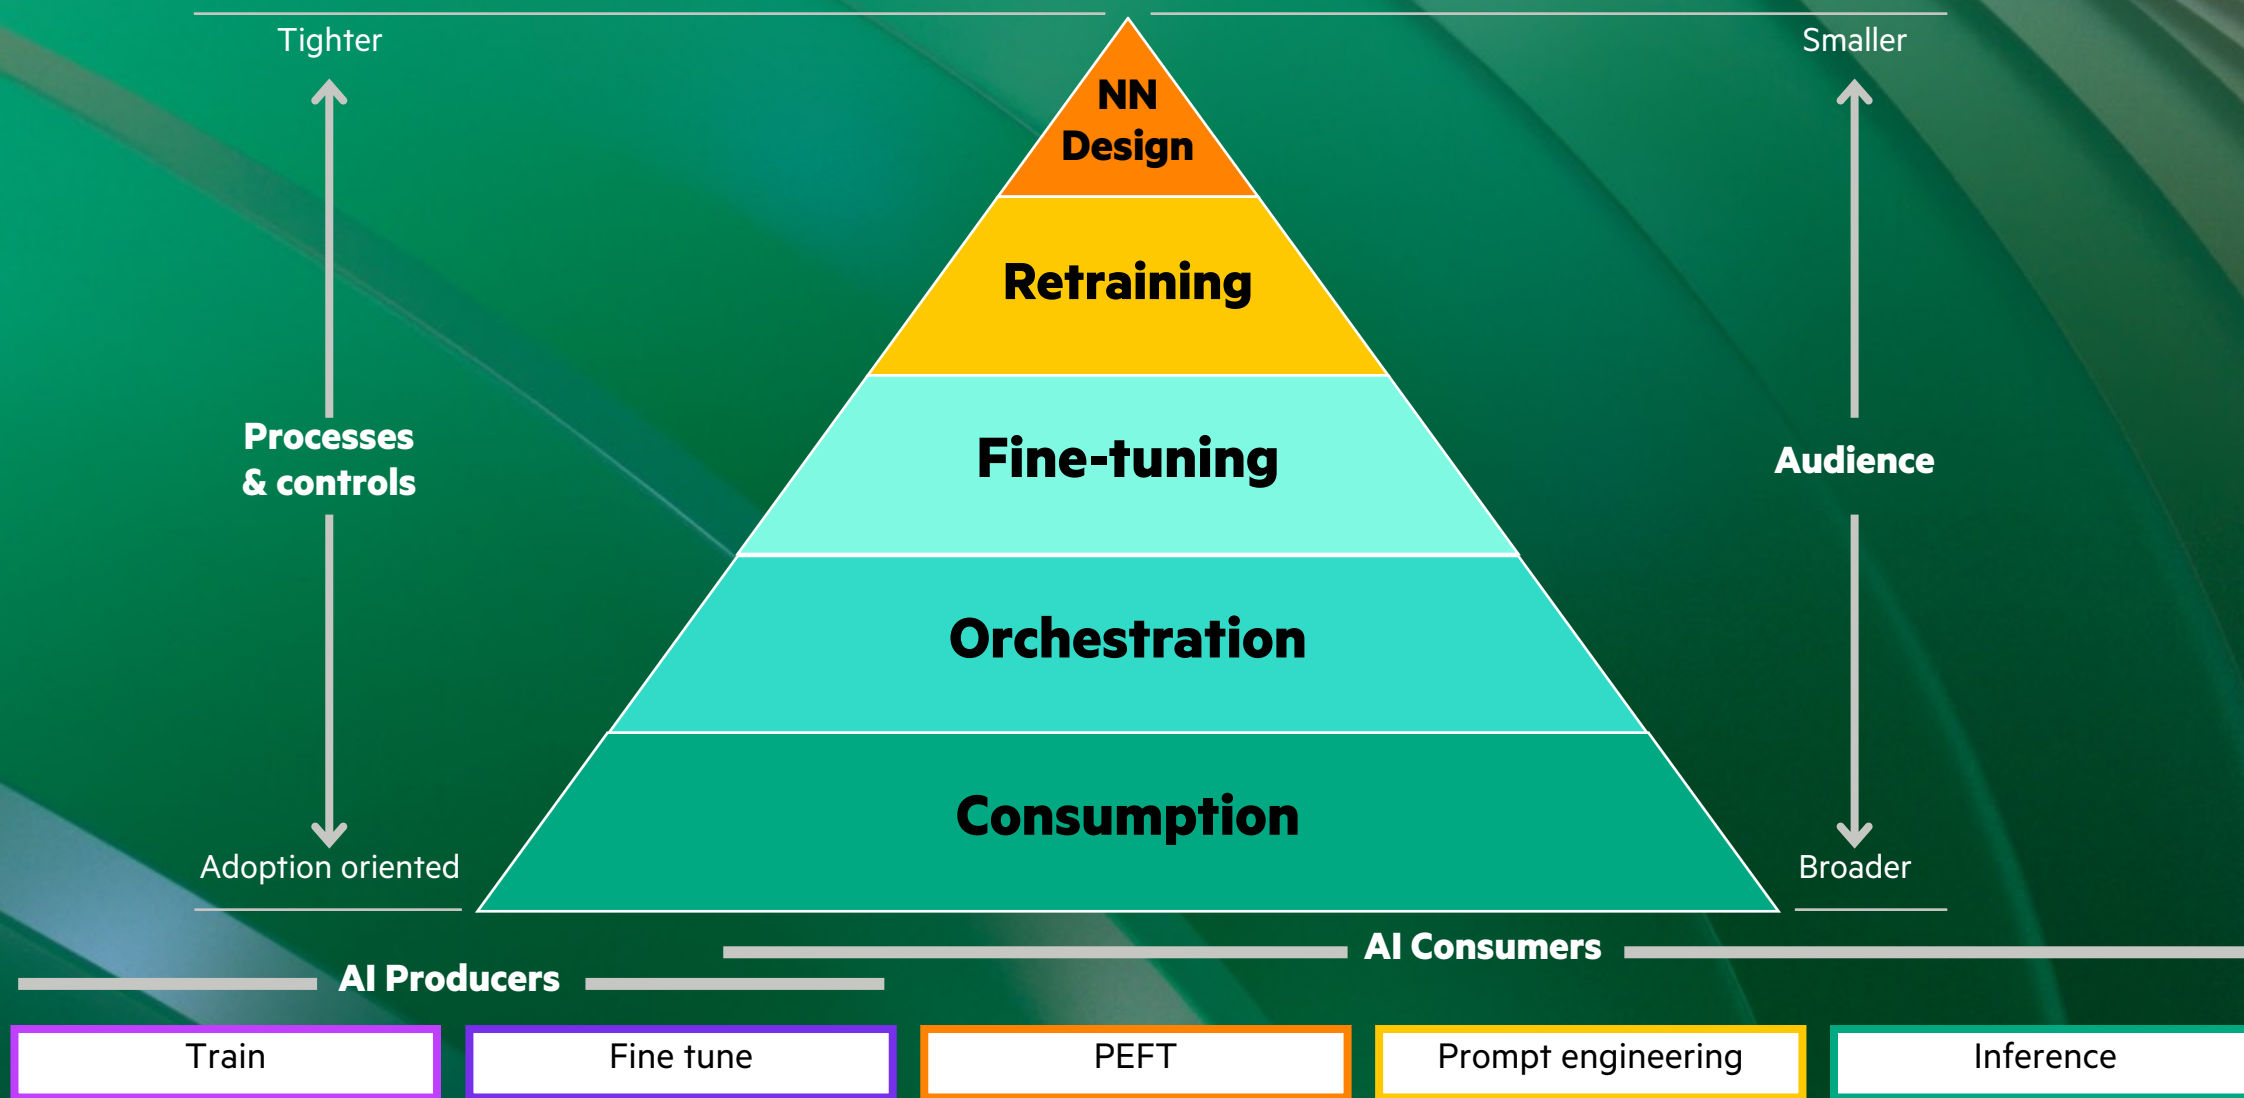 Tighter
Smaller
NN
Design
Retraining
Processes
& controls
Fine-tuning
Audience
Orchestration
Consumption
Adoption oriented
Broader
AI Consumers
AI Producers
Train
Fine tune
PEFT
Prompt engineering
Inference